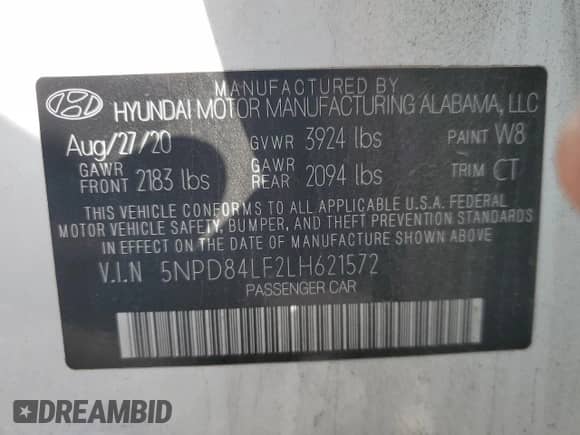 MANUFACTURED BY
HYUNDAI MOTOR MANUFACTURING ALABAMA, LLC
Aug/27/20 GVWR 3924 lbs PAINT W8
GAWR FRONT 2183 lbs GAWR REAR 2094 lbs TRIM CT
THIS VEHICLE CONFORMS TO ALL APPLICABLE U.S.A. FEDERAL
MOTOR VEHICLE SAFETY, BUMPER, AND THEFT PREVENTION STANDARDS
IN EFFECT ON THE DATE OF MANUFACTURE SHOWN ABOVE.
V.I.N 5NPD84LF2LH621572
PASSENGER CAR
DREAMBID